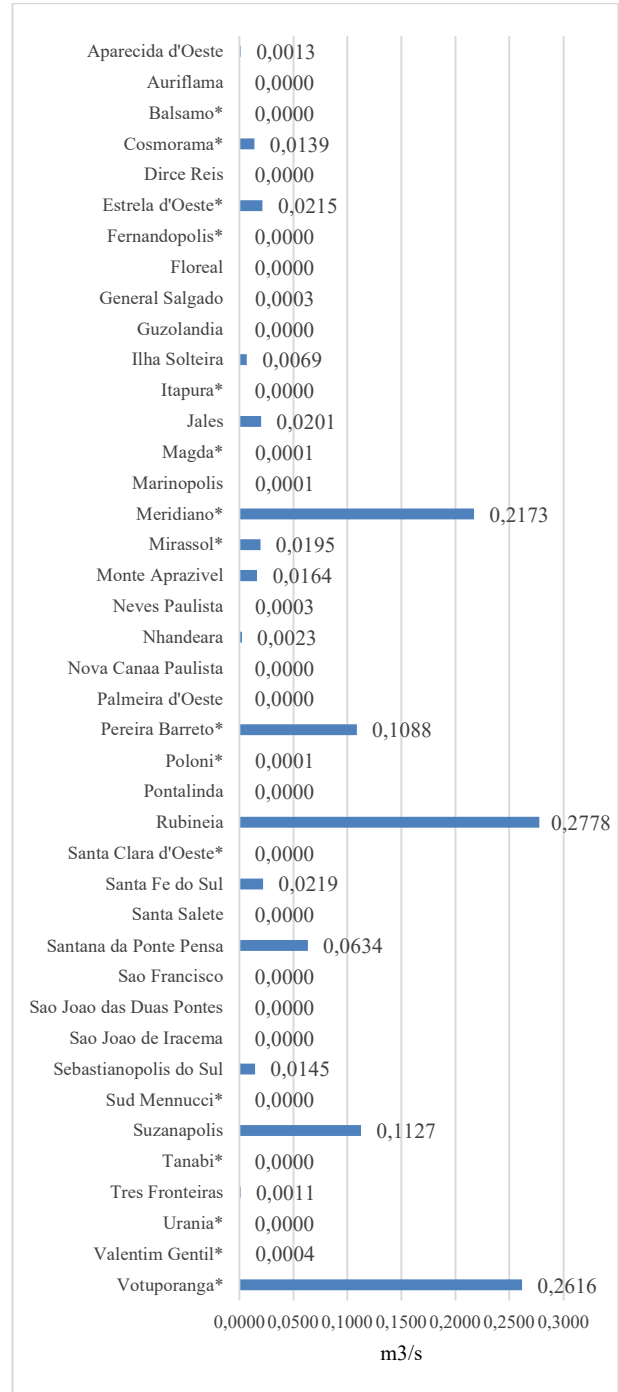 Aparecida d'Oeste 0,0013
Auriflama 0,0000
Balsamo* 0,0000
Cosmorama* 0,0139
Dirce Reis 0,0000
Estrela d'Oeste* 0,0215
Fernandopolis* 0,0000
Floreal 0,0000
General Salgado 0,0003
Guzolandia 0,0000
Ilha Solteira 0,0069
Itapura* 0,0000
Jales 0,0201
Magda* 0,0001
Marinopolis 0,0001
Meridiano* 0,2173
Mirassol* 0,0195
Monte Aprazivel 0,0164
Neves Paulista 0,0003
Nhandeara 0,0023
Nova Canaa Paulista 0,0000
Palmeira d'Oeste 0,0000
Pereira Barreto* 0,1088
Poloni* 0,0001
Pontalinda 0,0000
Rubineia 0,2778
Santa Clara d'Oeste* 0,0000
Santa Fe do Sul 0,0219
Santa Salete 0,0000
Santana da Ponte Pensa 0,0634
Sao Francisco 0,0000
Sao Joao das Duas Pontes 0,0000
Sao Joao de Iracema 0,0000
Sebastianopolis do Sul 0,0145
Sud Mennucci* 0,0000
Suzanapolis 0,1127
Tanabi* 0,0000
Tres Fronteiras 0,0011
Urania* 0,0000
Valentim Gentil* 0,0004
Votuporanga* 0,2616
0,0000 0,0500 0,1000 0,1500 0,2000 0,2500 0,3000
m3/s